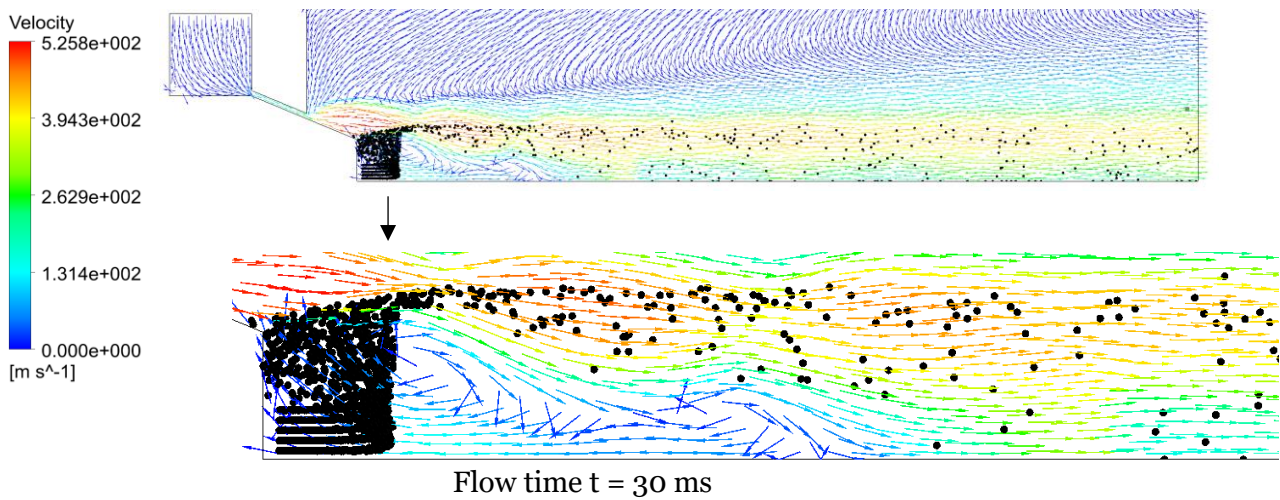 Velocity
5.258e+002
3.943e+002
2.629e+002
1.314e+002
0.000e+000
[m s^-1]
Flow time t = 30 ms